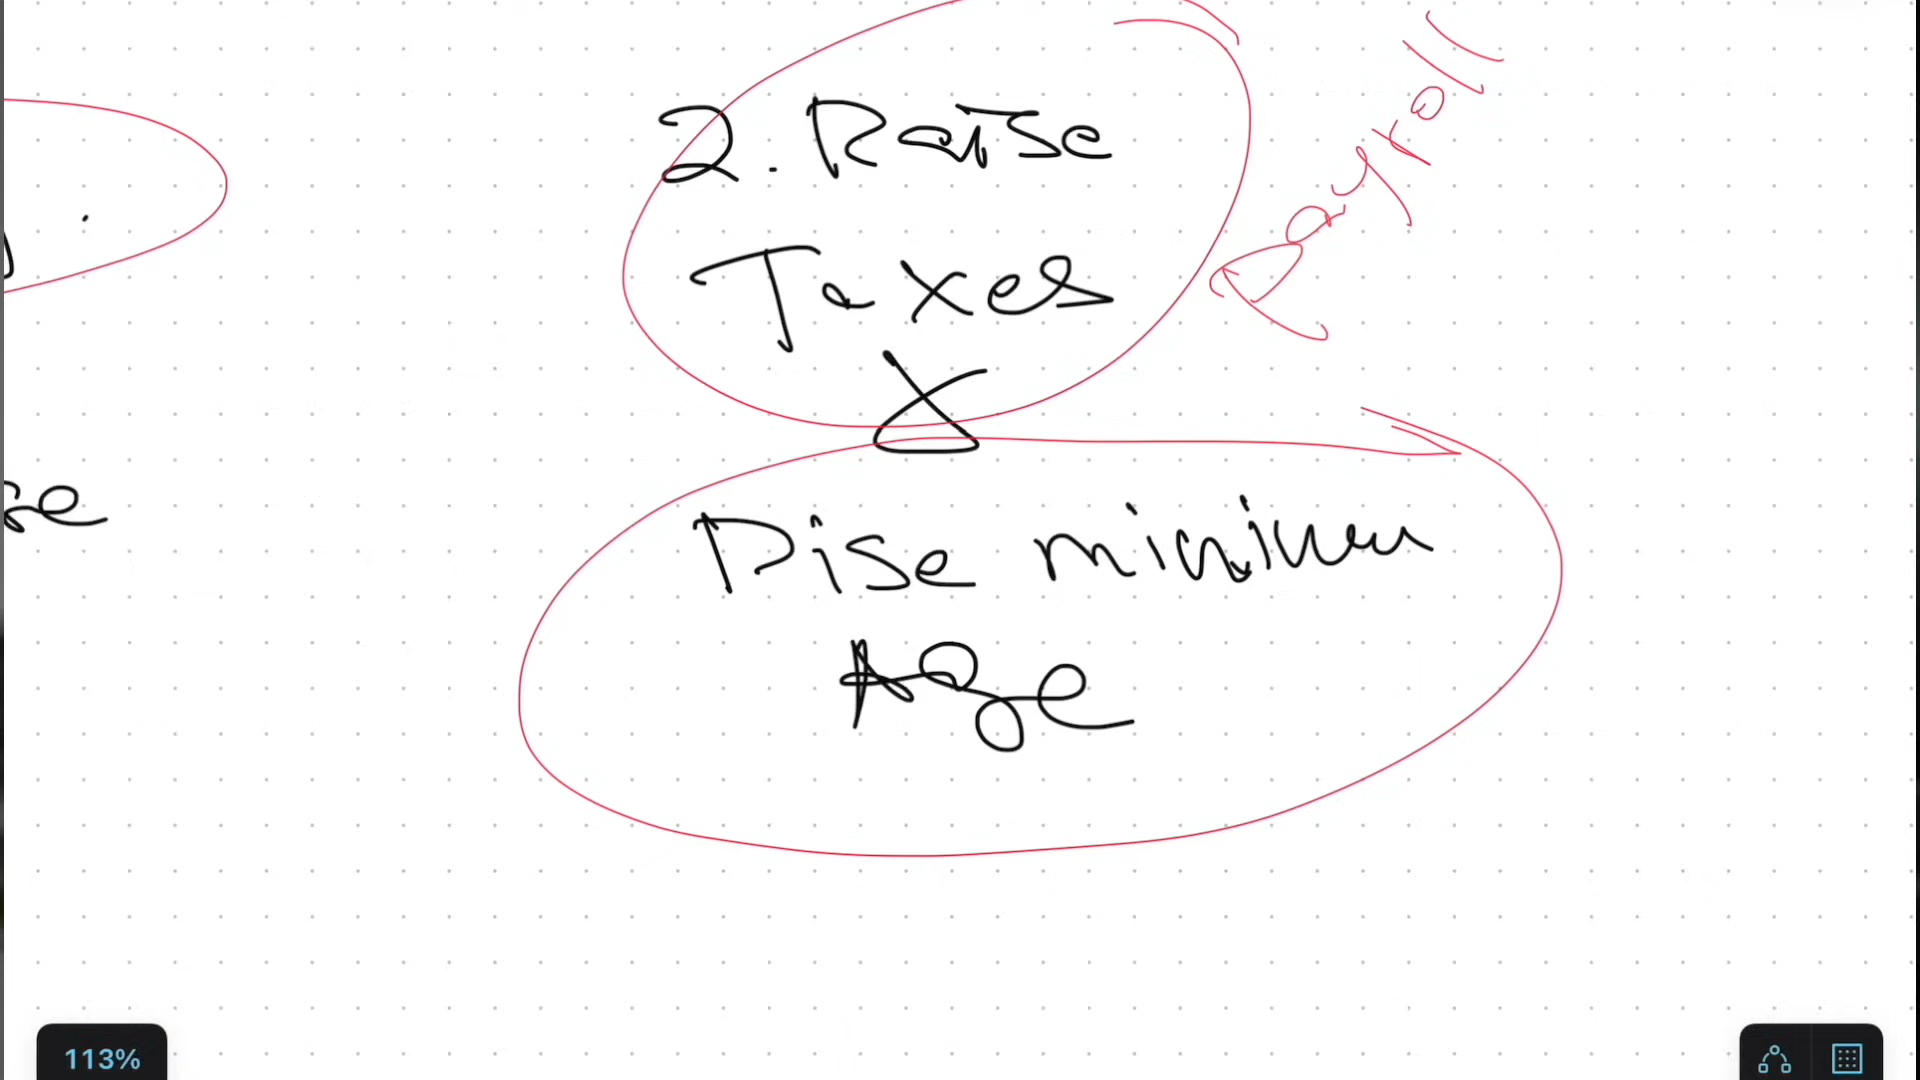 2. Raise
Taxes
Payroll
&
Rise minimum
Age
113%